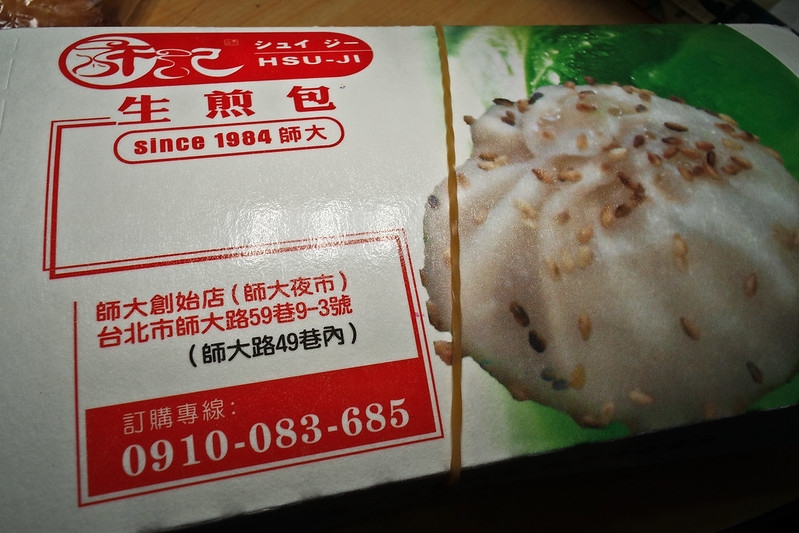 許記
シュイ ジー
HSU-JI
生煎包
since 1984 師大
師大創始店(師大夜市)
台北市師大路59巷9-3號
(師大路49巷內)
訂購專線:
0910-083-685